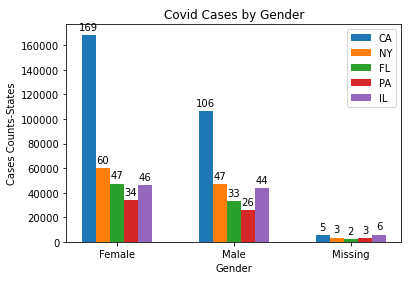 Covid Cases by Gender
Cases Counts-States
160000
140000
120000
100000
80000
60000
40000
20000
0
169
60
47
34
46
106
47
33
26
44
5
3
2
3
6
CA
NY
FL
PA
IL
Female
Male
Missing
Gender